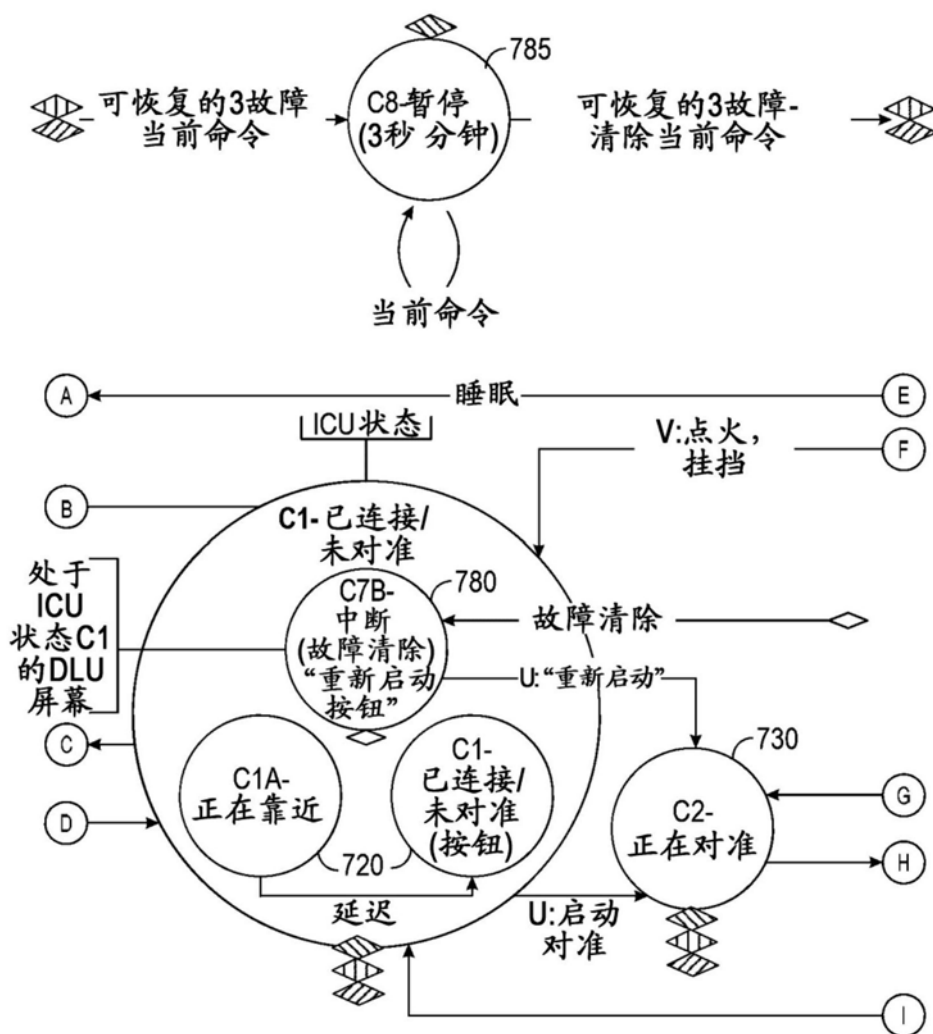 785
可恢复的3故障
当前命令
C8-暂停
(3秒 分钟)
可恢复的3故障-
清除当前命令
当前命令
A
睡眠
E
ICU状态
V:点火，
挂挡
F
B
C1-已连接/
未对准
处于
ICU
状态C1
的DLU
屏幕
C7B-
中断
(故障清除)
“重新启动
按钮”
780
故障清除
U:“重新启动”
C
730
C1A-
正在靠近
C1-
已连接/
未对准
(按钮)
C2-
正在对准
G
D
H
720
延迟
U:启动
对准
I